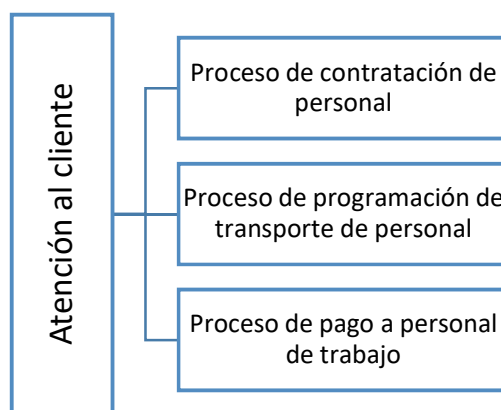 Atención al cliente
Proceso de contratación de
personal
Proceso de programación de
transporte de personal
Proceso de pago a personal
de trabajo